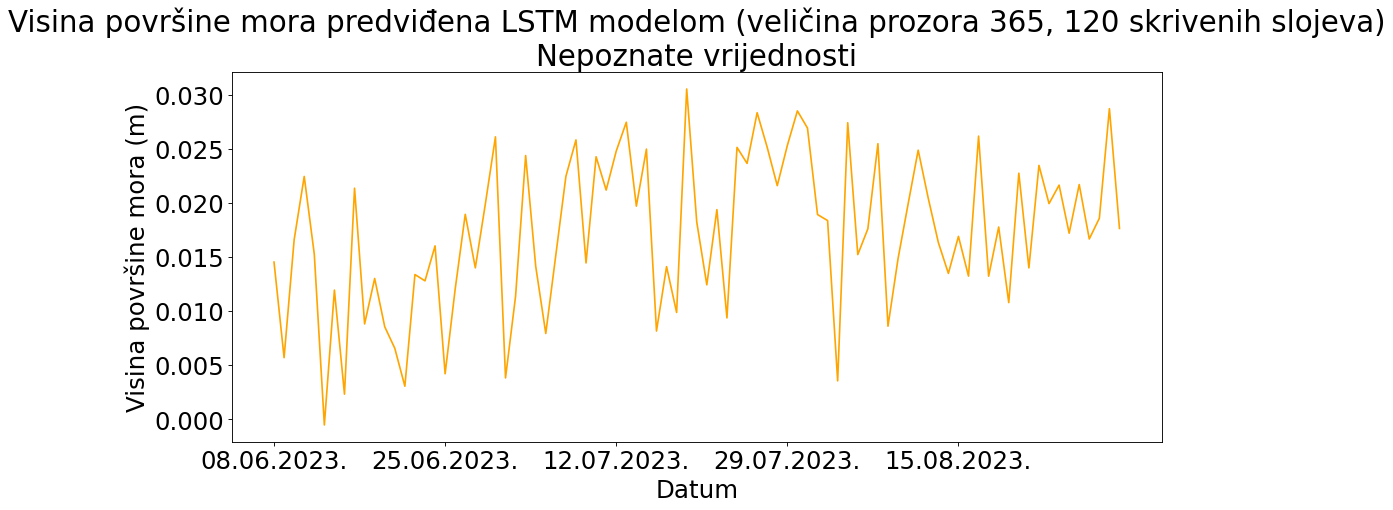 Visina površine mora predviđena LSTM modelom (veličina prozora 365, 120 skrivenih slojeva)
Nepoznate vrijednosti
Visina površine mora (m)
0.030
0.025
0.020
0.015
0.010
0.005
0.000
08.06.2023. 25.06.2023. 12.07.2023. 29.07.2023. 15.08.2023.
Datum